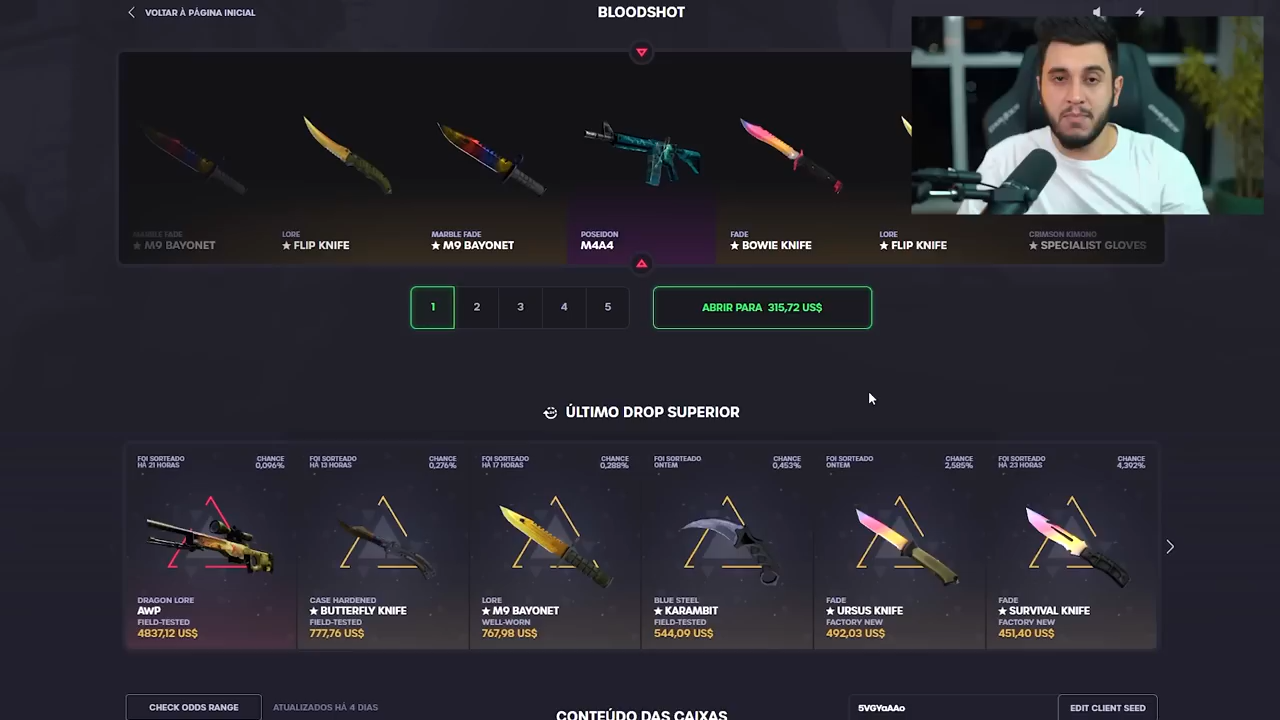 VOLTAR À PÁGINA INICIAL
BLOODSHOT
MARBLE FADE
★ M9 BAYONET
LORE
★ FLIP KNIFE
MARBLE FADE
★ M9 BAYONET
POSEIDON
M4A4
FADE
★ BOWIE KNIFE
LORE
★ FLIP KNIFE
CRIMSON KIMONO
★ SPECIALIST GLOVES
1 2 3 4 5
ABRIR PARA 315,72 US$
ÚLTIMO DROP SUPERIOR
FOI SORTEADO
HÁ 21 HORAS
CHANCE
0,096%
DRAGON LORE
AWP
FIELD-TESTED
4837,12 US$
FOI SORTEADO
HÁ 13 HORAS
CHANCE
0,276%
CASE HARDENED
★ BUTTERFLY KNIFE
FIELD-TESTED
777,76 US$
FOI SORTEADO
HÁ 17 HORAS
CHANCE
0,288%
LORE
★ M9 BAYONET
WELL-WORN
767,98 US$
FOI SORTEADO
ONTEM
CHANCE
0,453%
BLUE STEEL
★ KARAMBIT
FIELD-TESTED
544,09 US$
FOI SORTEADO
ONTEM
CHANCE
2,585%
FADE
★ URSUS KNIFE
FACTORY NEW
492,03 US$
FOI SORTEADO
HÁ 23 HORAS
CHANCE
4,392%
FADE
★ SURVIVAL KNIFE
FACTORY NEW
451,40 US$
CHECK ODDS RANGE
ATUALIZADOS HÁ 4 DIAS
CONTEÚDO DAS CAIXAS
5VGYaAAo
EDIT CLIENT SEED